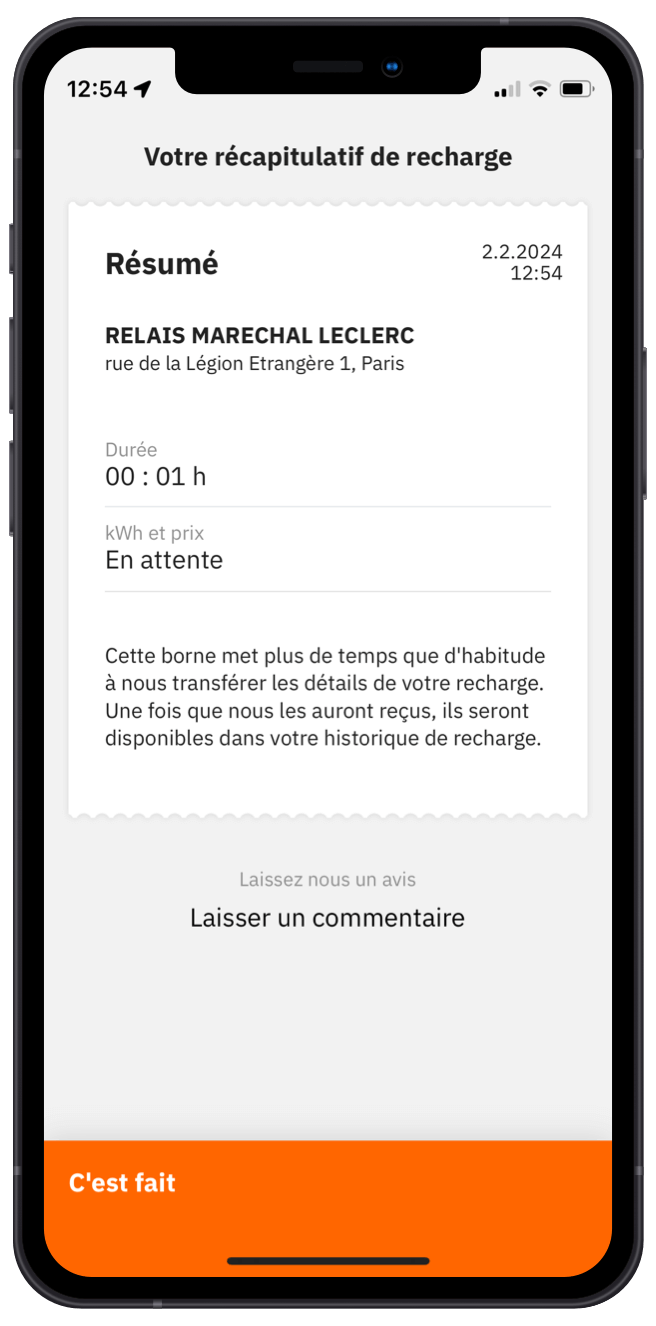 12:54
Votre récapitulatif de recharge
Résumé
2.2.2024
12:54
RELAIS MARECHAL LECLERC
rue de la Légion Etrangère 1, Paris
Durée
00 : 01 h
kWh et prix
En attente
Cette borne met plus de temps que d'habitude
à nous transférer les détails de votre recharge.
Une fois que nous les auront reçus, ils seront
disponibles dans votre historique de recharge.
Laissez nous un avis
Laisser un commentaire
C'est fait